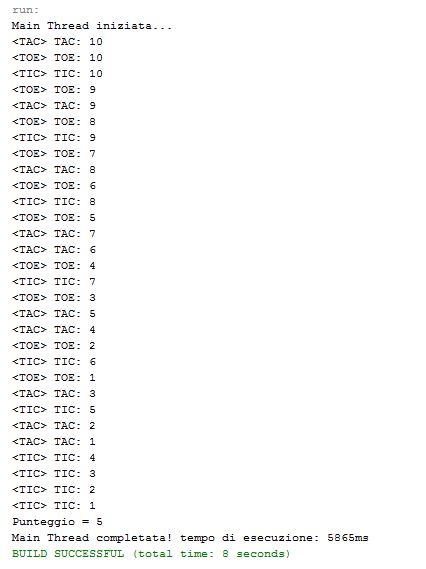 run:
Main Thread iniziata...
<TAC> TAC: 10
<TOE> TOE: 10
<TIC> TIC: 10
<TOE> TOE: 9
<TAC> TAC: 9
<TOE> TOE: 8
<TIC> TIC: 9
<TOE> TOE: 7
<TAC> TAC: 8
<TOE> TOE: 6
<TIC> TIC: 8
<TOE> TOE: 5
<TAC> TAC: 7
<TAC> TAC: 6
<TOE> TOE: 4
<TIC> TIC: 7
<TOE> TOE: 3
<TAC> TAC: 5
<TAC> TAC: 4
<TOE> TOE: 2
<TIC> TIC: 6
<TOE> TOE: 1
<TAC> TAC: 3
<TIC> TIC: 5
<TAC> TAC: 2
<TAC> TAC: 1
<TIC> TIC: 4
<TIC> TIC: 3
<TIC> TIC: 2
<TIC> TIC: 1
Punteggio = 5
Main Thread completata! tempo di esecuzione: 5865ms
BUILD SUCCESSFUL (total time: 8 seconds)